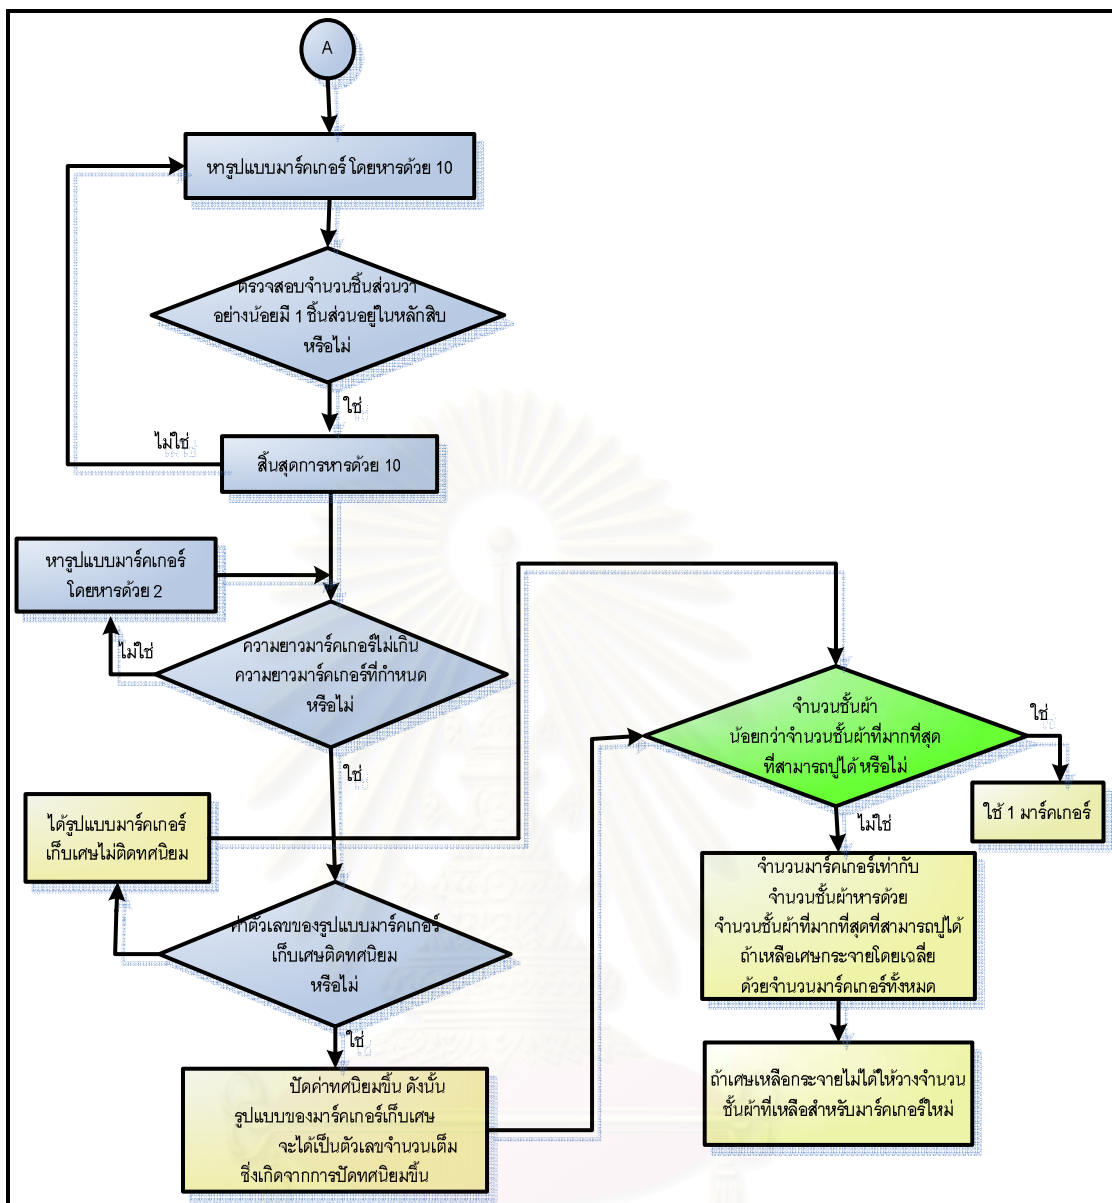 A
หารูปแบบมาร์คเกอร์ โดยหารด้วย 10
ตรวจสอบจำนวนชิ้นส่วนว่า
อย่างน้อยมี 1 ชิ้นส่วนอยู่ในหลักสิบ
หรือไม่
ใช่
ไม่ใช่
สิ้นสุดการหารด้วย 10
หารูปแบบมาร์คเกอร์
โดยหารด้วย 2
ไม่ใช่
ความยาวมาร์คเกอร์ไม่เกิน
ความยาวมาร์คเกอร์ที่กำหนด
หรือไม่
ใช่
ได้รูปแบบมาร์คเกอร์
เก็บเศษไม่ติดทศนิยม
ค่าตัวเลขของรูปแบบมาร์คเกอร์
เก็บเศษติดทศนิยม
หรือไม่
ใช่
ปัดค่าทศนิยมขึ้น ดังนั้น
รูปแบบของมาร์คเกอร์เก็บเศษ
จะได้เป็นตัวเลขจำนวนเต็ม
ซึ่งเกิดจากการปัดทศนิยมขึ้น
จำนวนชั้นผ้า
น้อยกว่าจำนวนชั้นผ้าที่มากที่สุด
ที่สามารถปูได้ หรือไม่
ใช่
ใช้ 1 มาร์คเกอร์
ไม่ใช่
จำนวนมาร์คเกอร์เท่ากับ
จำนวนชั้นผ้าหารด้วย
จำนวนชั้นผ้าที่มากที่สุดที่สามารถปูได้
ถ้าเหลือเศษกระจายโดยเฉลี่ย
ด้วยจำนวนมาร์คเกอร์ทั้งหมด
ถ้าเศษเหลือกระจายไม่ได้ให้วางจำนวน
ชั้นผ้าที่เหลือสำหรับมาร์คเกอร์ใหม่